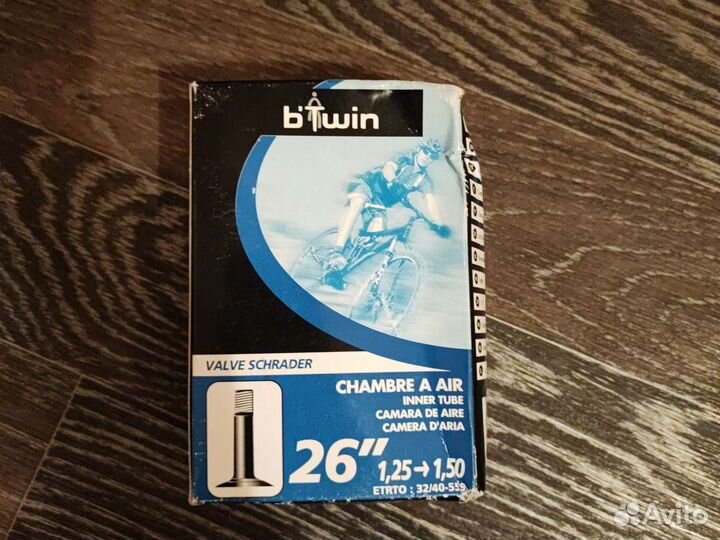 b'Twin
VALVE SCHRADER
CHAMBRE A AIR
INNER TUBE
CAMARA DE AIRE
CAMERA D'ARIA
26" 1,25→1,50
ETRTO : 32/40-559
Avito